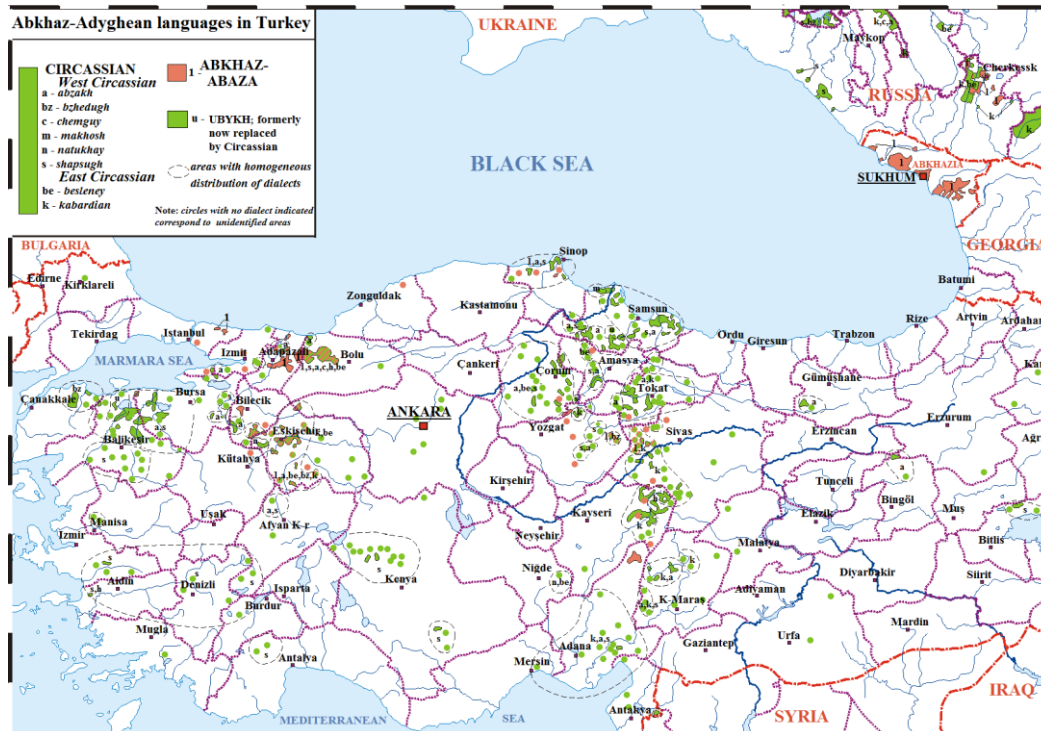 Abkhaz-Adyghean languages in Turkey
CIRCASSIAN
West Circassian
a - abzakh
bz - bzhedugh
c - chemguy
m - makhosh
n - natukhay
s - shapsugh
East Circassian
be - besleney
k - kabardian
1 - ABKHAZ-
ABAZA
u - UBYKH; formerly
now replaced
by Circassian
areas with homogeneous
distribution of dialects
Note: circles with no dialect indicated
correspond to unidentified areas
UKRAINE
Maykop
Cherkessk
RUSSIA
BLACK SEA
ABKHAZIA
SUKHUM
GEORGIA
BULGARIA
Edirne
Kirklareli
Sinop
Batumi
Zonguldak
Kastamonu
Samsun
Tekirdag
Istanbul
Ordu
Giresun
Trabzon
Rize
Artvin
Ardahan
MARMARA SEA
Izmit
Adapazari
Bolu
Çankeri
Corum
Amasya
Gümüşhane
Çanakkale
Bursa
Bilecik
ANKARA
Tokat
Erzurum
Balikesir
Eskisehir
Yozgat
Sivas
Erzincan
Kütahya
Kirşehir
Tunceli
Bingöl
Muş
Manisa
Uşak
Afyan K-r
Kayseri
Neyşehir
Elazik
Izmir
Malatya
Bitlis
Aidin
Denizli
Isparta
Burdur
Kenya
Niğde
K-Maraş
Adiyaman
Diyarbakir
Siirit
Mugla
Antalya
Mersin
Adana
Gaziantep
Urfa
Mardin
Antakya
MEDITERRANEAN
SEA
SYRIA
IRAQ